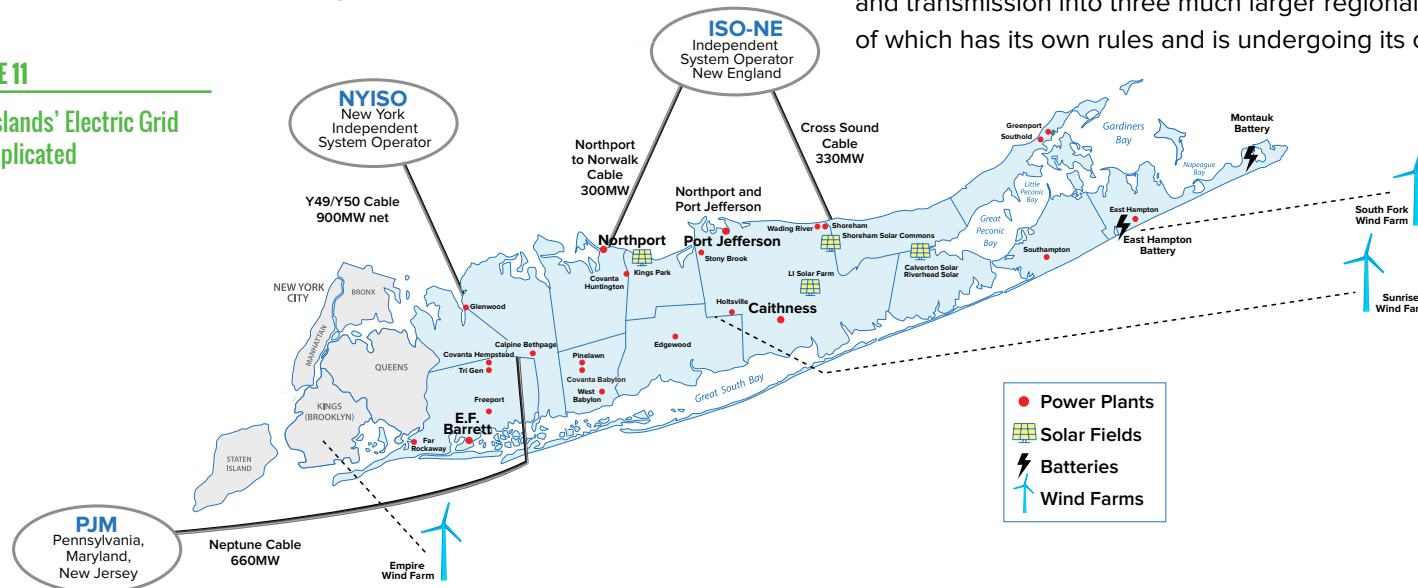 and transmission into three much larger regional
of which has its own rules and is undergoing its
E 11
slands' Electric Grid
plicated
ISO-NE
Independent
System Operator
New England
NYISO
New York
Independent
System Operator
Y49/Y50 Cable
900MW net
Northport
to Norwalk
Cable
300MW
Cross Sound
Cable
330MW
Northport and
Port Jefferson
Greenport
Southold
Gardiners
Bay
Montauk
Battery
Napeague
Bay
Little
Peconic
Bay
Great
Peconic
Bay
South Fork
Wind Farm
East Hampton
East Hampton
Battery
Southampton
Sunrise
Wind Far
Northport
Port Jefferson
Wading River
Shoreham
Shoreham Solar Commons
Stony Brook
Kings Park
Covanta
Huntington
Calverton Solar
Riverhead Solar
LI Solar Farm
Holtsville
Caithness
NEW YORK
CITY
BRONX
MANHATTAN
QUEENS
KINGS
(BROOKLYN)
STATEN
ISLAND
Glenwood
Calpine Bethpage
Covanta Hempstead
Tri Gen
Pinelawn
Covanta Babylon
West
Babylon
Edgewood
Freeport
E.F.
Barrett
Far
Rockaway
Great South Bay
Power Plants
Solar Fields
Batteries
Wind Farms
PJM
Pennsylvania,
Maryland,
New Jersey
Neptune Cable
660MW
Empire
Wind Farm